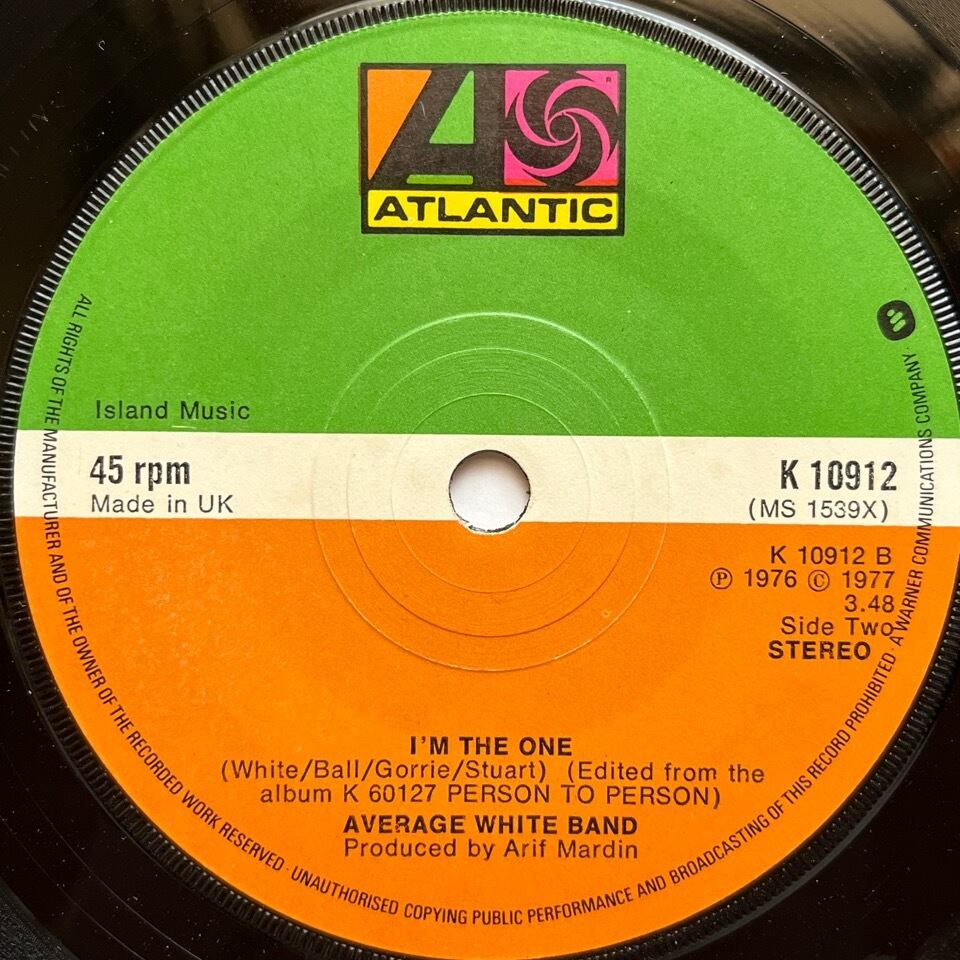 ATLANTIC
Island Music
45 rpm
Made in UK
K 10912
(MS 1539X)
K 10912 B
Ⓟ 1976 © 1977
3.48
Side Two
STEREO
I'M THE ONE
(White/Ball/Gorrie/Stuart) (Edited from the
album K 60127 PERSON TO PERSON)
AVERAGE WHITE BAND
Produced by Arif Mardin
ALL RIGHTS OF THE MANUFACTURER AND OF THE OWNER OF THE RECORDED WORK RESERVED · UNAUTHORISED COPYING PUBLIC PERFORMANCE AND BROADCASTING OF THIS RECORD PROHIBITED · A WARNER COMMUNICATIONS COMPANY ·